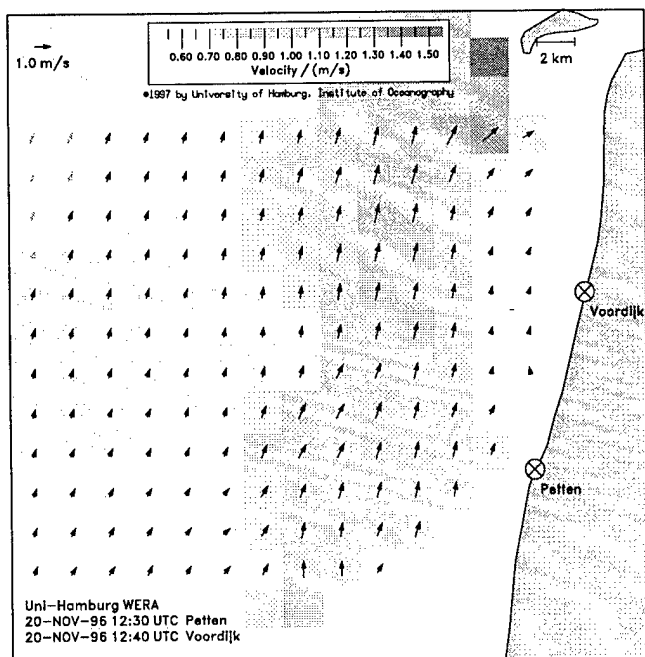 1.0 m/s
0.60 0.70 0.80 0.90 1.00 1.10 1.20 1.30 1.40 1.50
Velocity / (m/s)
©1997 by University of Hamburg, Institute of Oceanography
2 km
Voordijk
Petten
Uni-Hamburg WERA
20-NOV-96 12:30 UTC Petten
20-NOV-96 12:40 UTC Voordijk